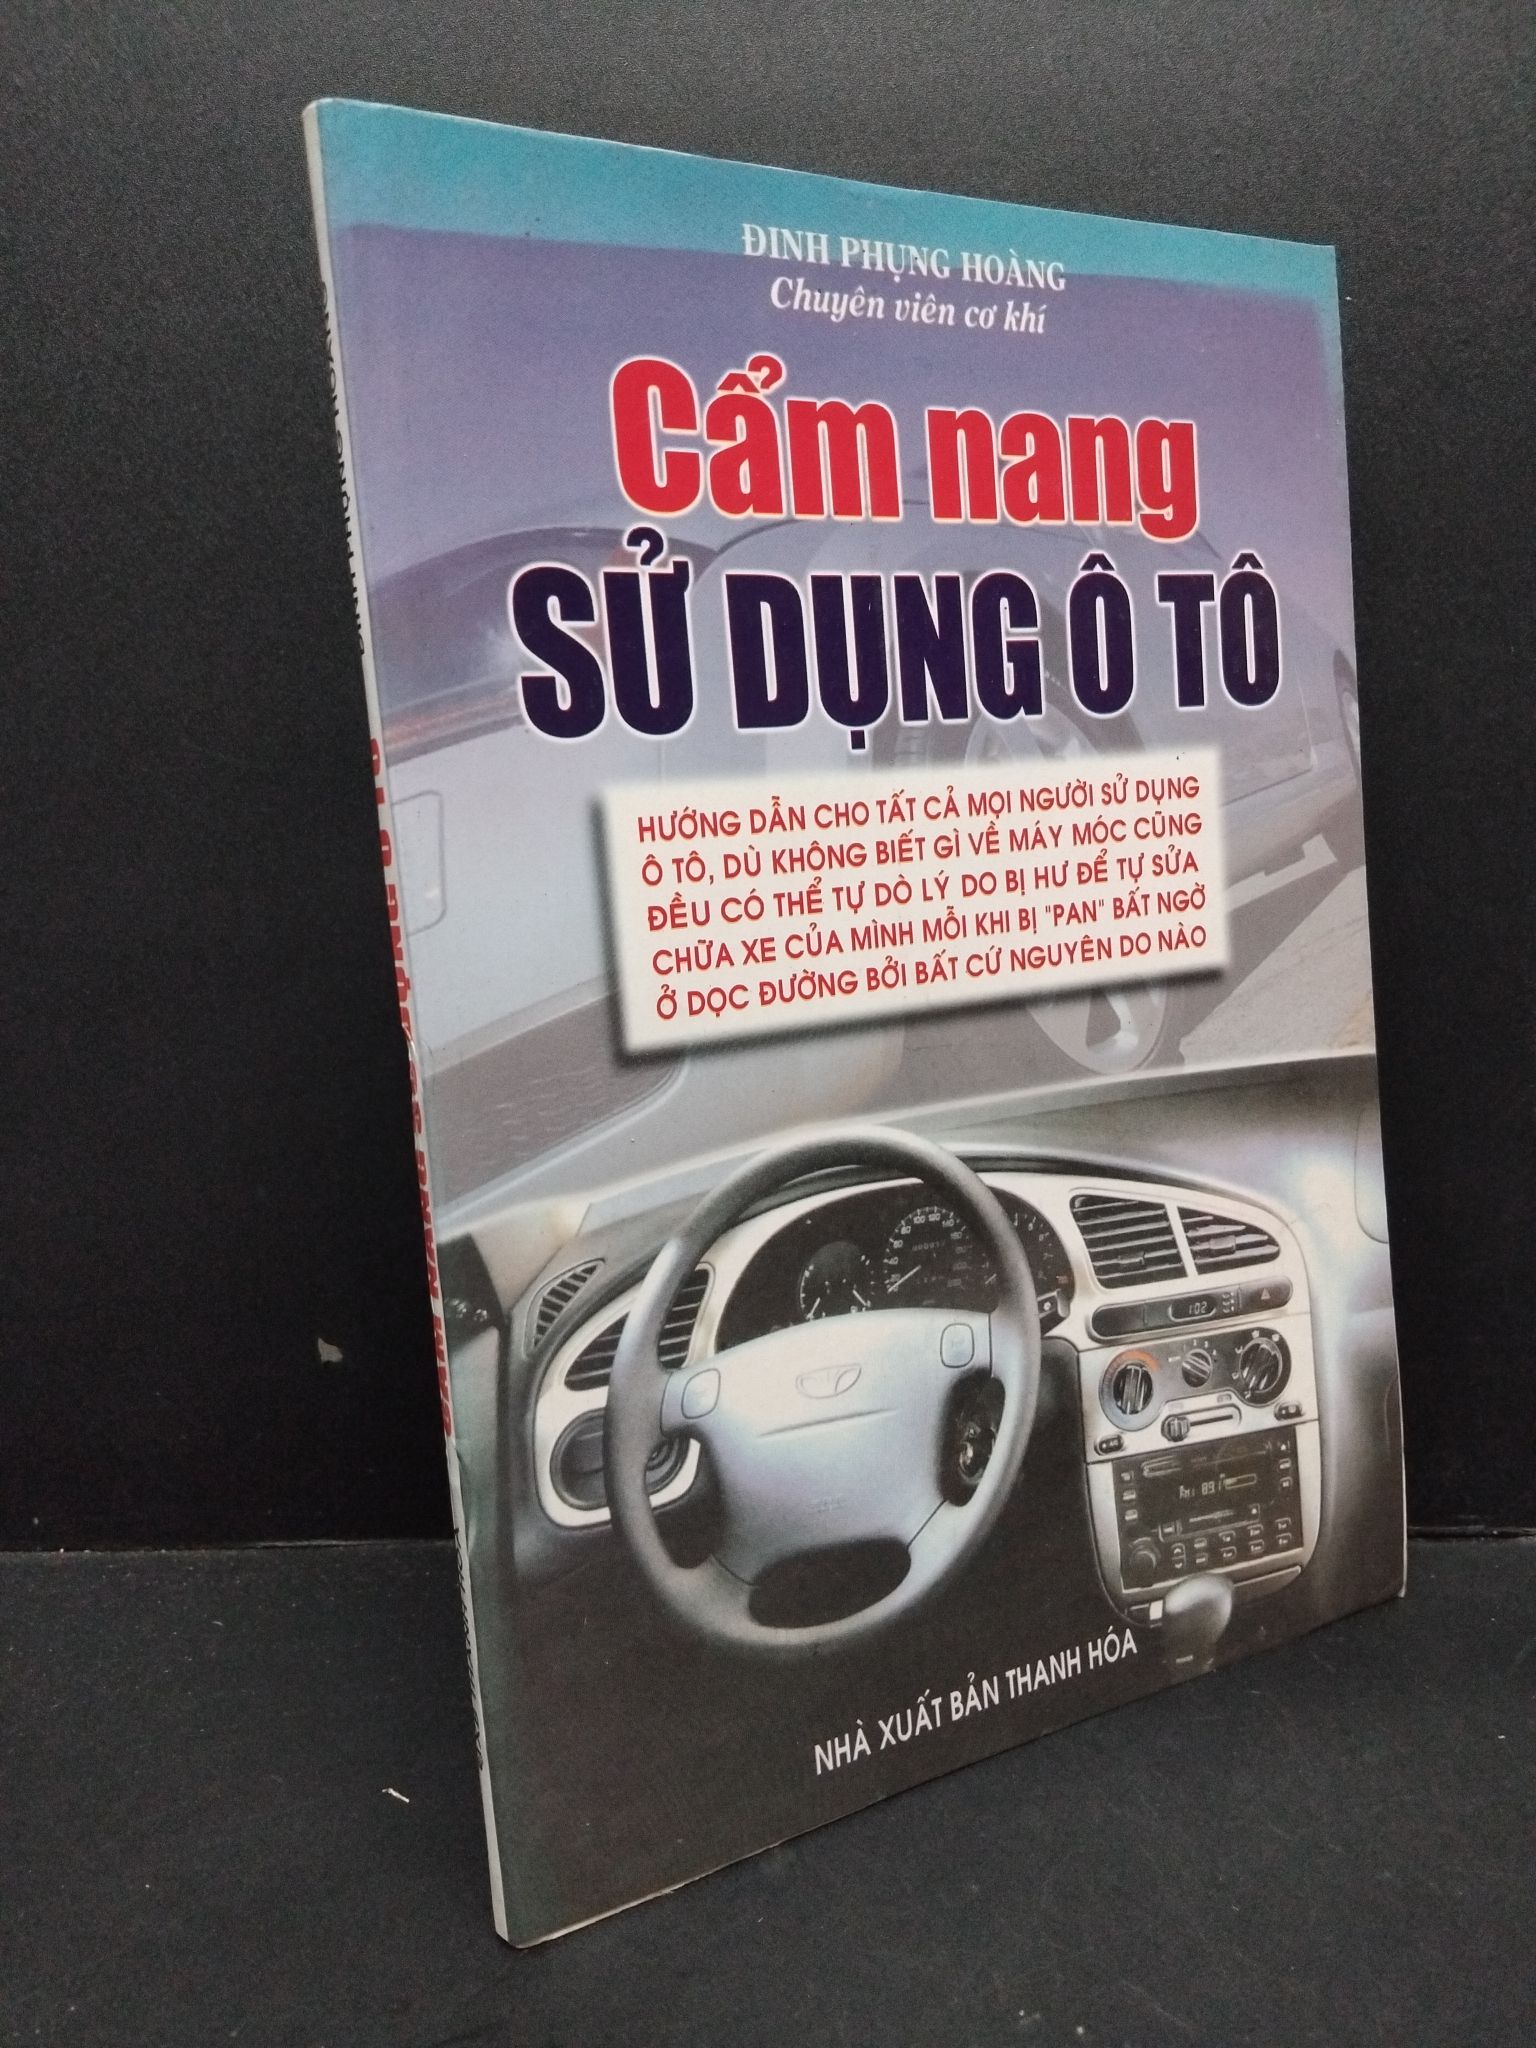 ĐINH PHỤNG HOÀNG
Chuyên viên cơ khí
Cẩm nang
SỬ DỤNG Ô TÔ
HƯỚNG DẪN CHO TẤT CẢ MỌI NGƯỜI SỬ DỤNG
Ô TÔ, DÙ KHÔNG BIẾT GÌ VỀ MÁY MÓC CŨNG
ĐỀU CÓ THỂ TỰ DÒ LÝ DO BỊ HƯ ĐỂ TỰ SỬA
CHỮA XE CỦA MÌNH MỖI KHI BỊ "PAN" BẤT NGỜ
Ở DỌC ĐƯỜNG BỞI BẤT CỨ NGUYÊN DO NÀO
NHÀ XUẤT BẢN THANH HÓA